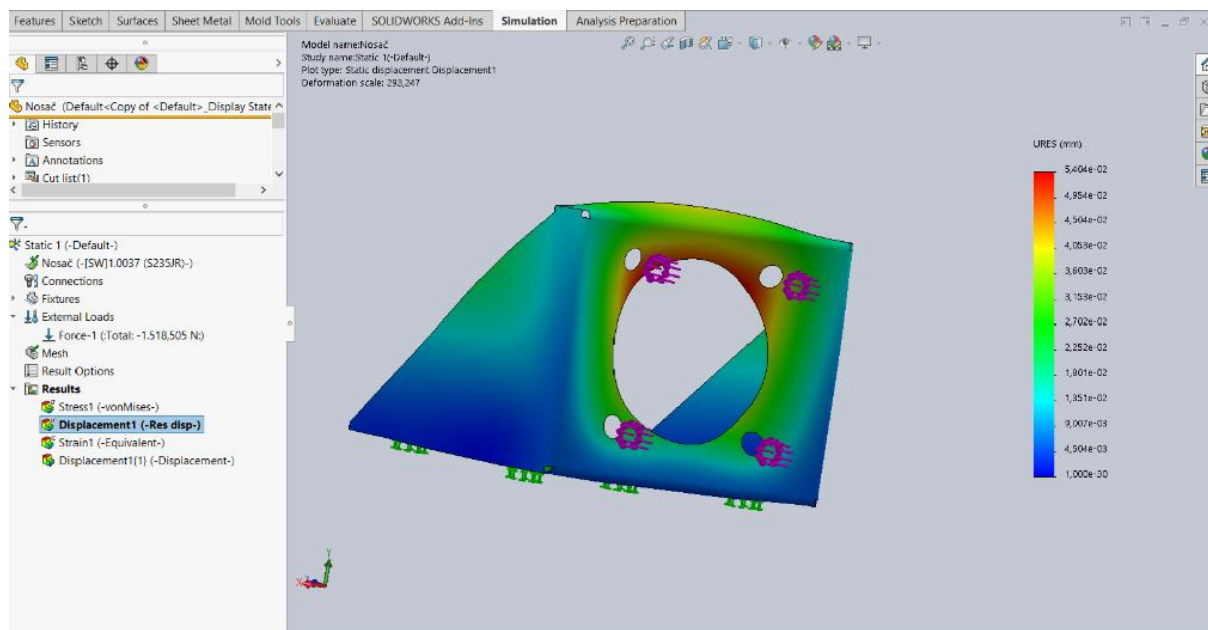 Features Sketch Surfaces Sheet Metal Mold Tools Evaluate SOLIDWORKS Add-Ins Simulation Analysis Preparation
Model name:Nosač
Study name:Static 1(-Default-)
Plot type: Static displacement Displacement1
Deformation scale: 293,247
Nosač (Default<Copy of <Default>_Display State
History
Sensors
Annotations
Cut list(1)
Static 1 (-Default-)
Nosač (-[SW]1.0037 (S235JR)-)
Connections
Fixtures
External Loads
Force-1 (:Total: -1.518,505 N:)
Mesh
Result Options
Results
Stress1 (-vonMises-)
Displacement1 (-Res disp-)
Strain1 (-Equivalent-)
Displacement1{1} (-Displacement-)
URES (mm)
5,404e-02
4,954e-02
4,504e-02
4,053e-02
3,603e-02
3,153e-02
2,702e-02
2,252e-02
1,801e-02
1,351e-02
9,007e-03
4,504e-03
1,000e-30
Y
X